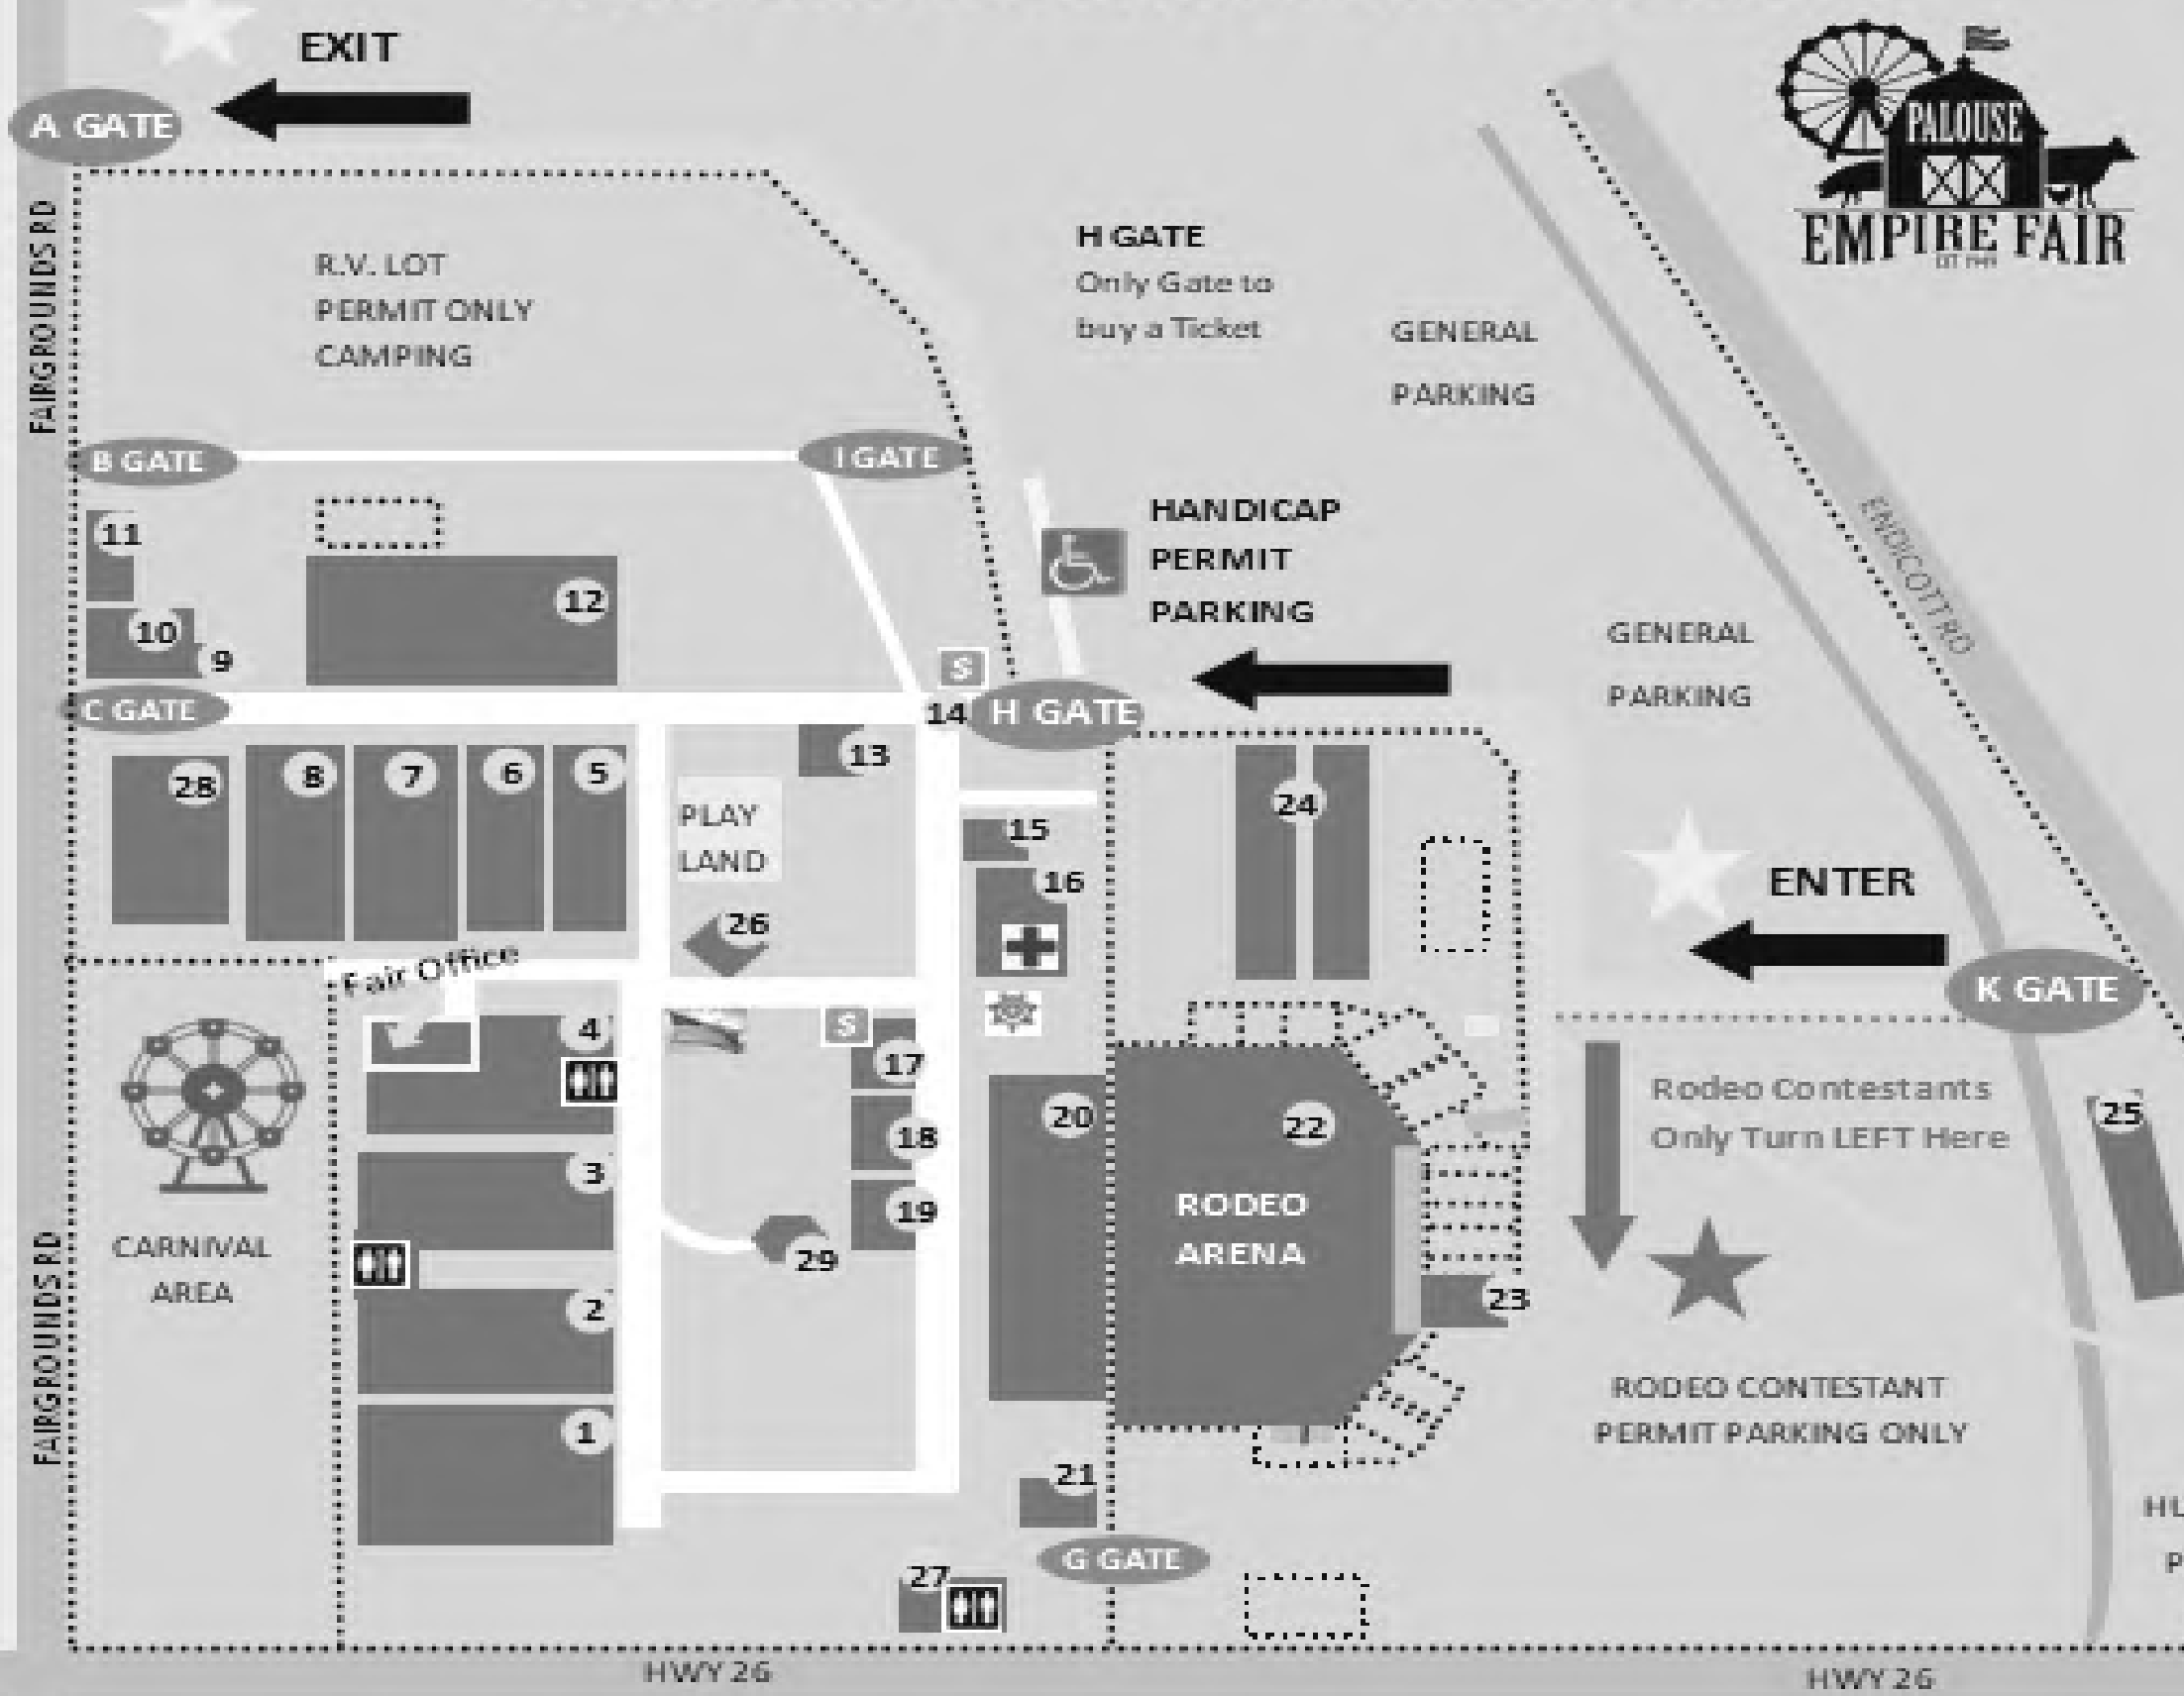 EXIT
A GATE
PALOUSE
EMPIRE FAIR
FAIRGROUNDS RD
R.V. LOT
PERMIT ONLY
CAMPING
H GATE
Only Gate to
buy a Ticket
GENERAL
PARKING
B GATE
I GATE
11
10
9
12
HANDICAP
PERMIT
PARKING
ENDICOTT RD
GENERAL
PARKING
S
C GATE
14
H GATE
28
8
7
6
5
PLAY
LAND
13
26
15
16
24
ENTER
K GATE
Fair Office
4
S
17
18
19
3
2
1
29
20
22
RODEO
ARENA
23
Rodeo Contestants
Only Turn LEFT Here
25
CARNIVAL
AREA
FAIRGROUNDS RD
RODEO CONTESTANT
PERMIT PARKING ONLY
21
G GATE
27
HL
P
HWY 26
HWY 26